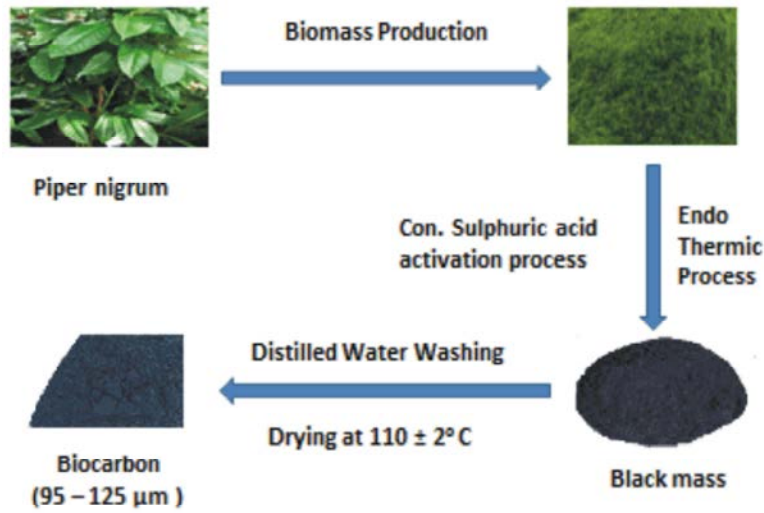 Biomass Production
Piper nigrum
Con. Sulphuric acid
activation process
Endo
Thermic
Process
Distilled Water Washing
Drying at 110 ± 2° C
Biocarbon
(95 – 125 μm )
Black mass